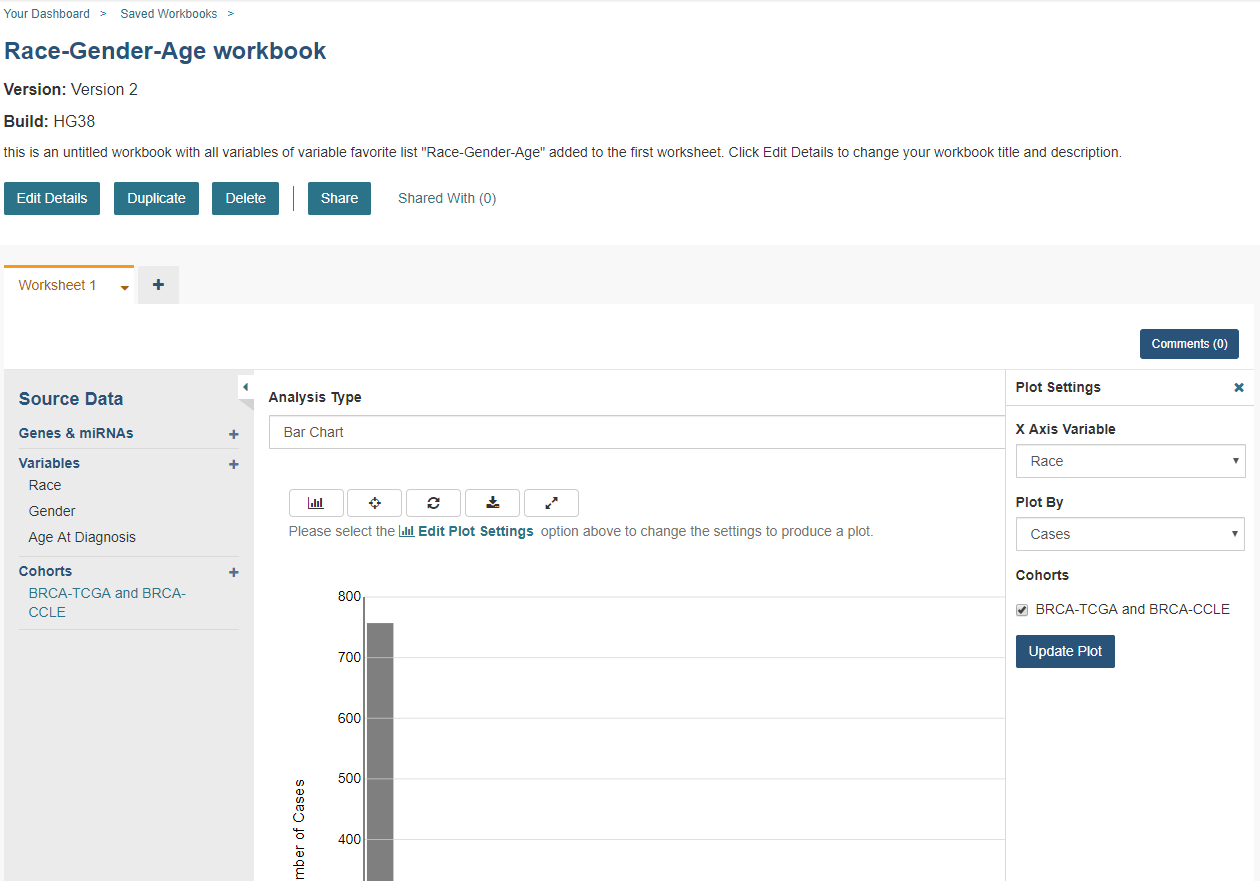 Your Dashboard > Saved Workbooks >
Race-Gender-Age workbook
Version: Version 2
Build: HG38
this is an untitled workbook with all variables of variable favorite list "Race-Gender-Age" added to the first worksheet. Click Edit Details to change your workbook title and description.
Edit Details Duplicate Delete Share Shared With (0)
Worksheet 1 +
Comments (0)
Source Data
Genes & miRNAs +
Variables +
Race
Gender
Age At Diagnosis
Cohorts +
BRCA-TCGA and BRCA-
CCLE
Analysis Type
Bar Chart
Please select the Edit Plot Settings option above to change the settings to produce a plot.
800
700
600
500
400
mber of Cases
Plot Settings ×
X Axis Variable
Race
Plot By
Cases
Cohorts
BRCA-TCGA and BRCA-CCLE
Update Plot